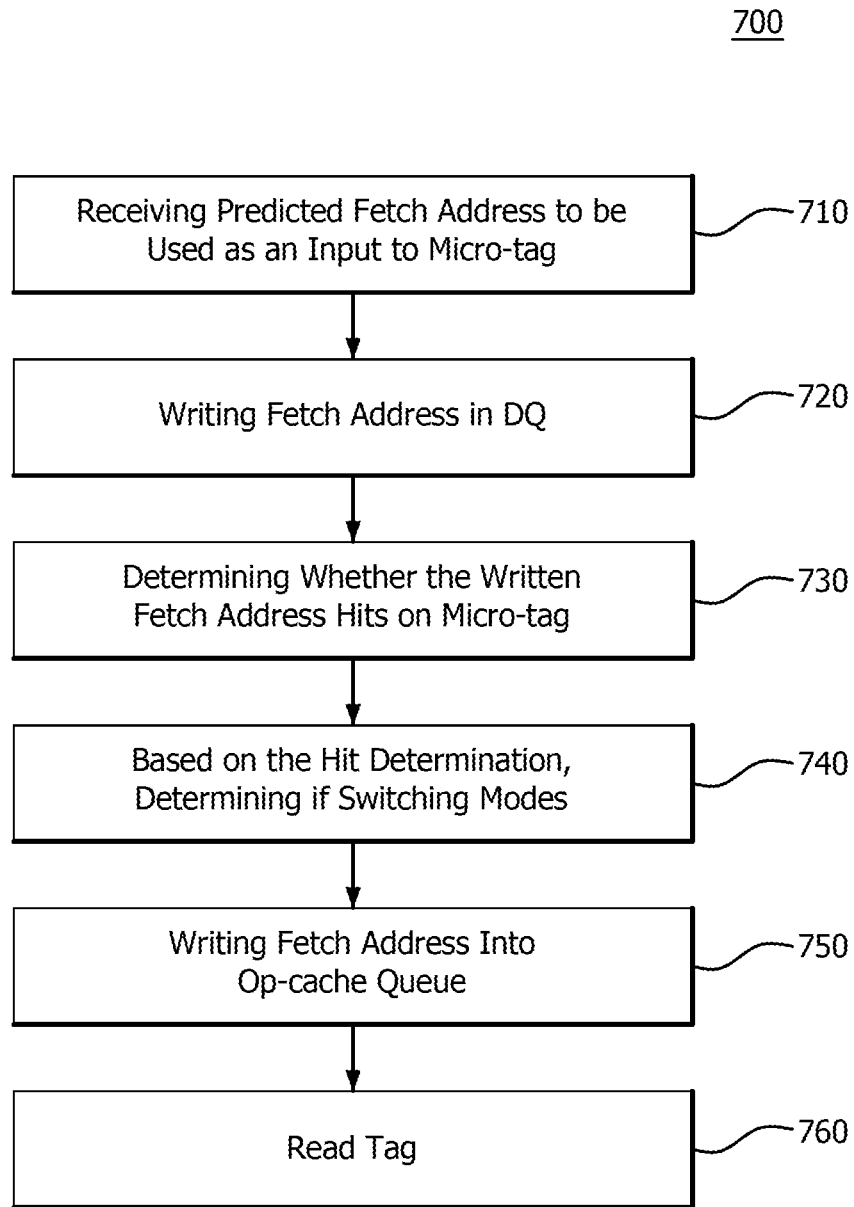 700
Receiving Predicted Fetch Address to be
Used as an Input to Micro-tag
710
Writing Fetch Address in DQ
720
Determining Whether the Written
Fetch Address Hits on Micro-tag
730
Based on the Hit Determination,
Determining if Switching Modes
740
Writing Fetch Address Into
Op-cache Queue
750
Read Tag
760